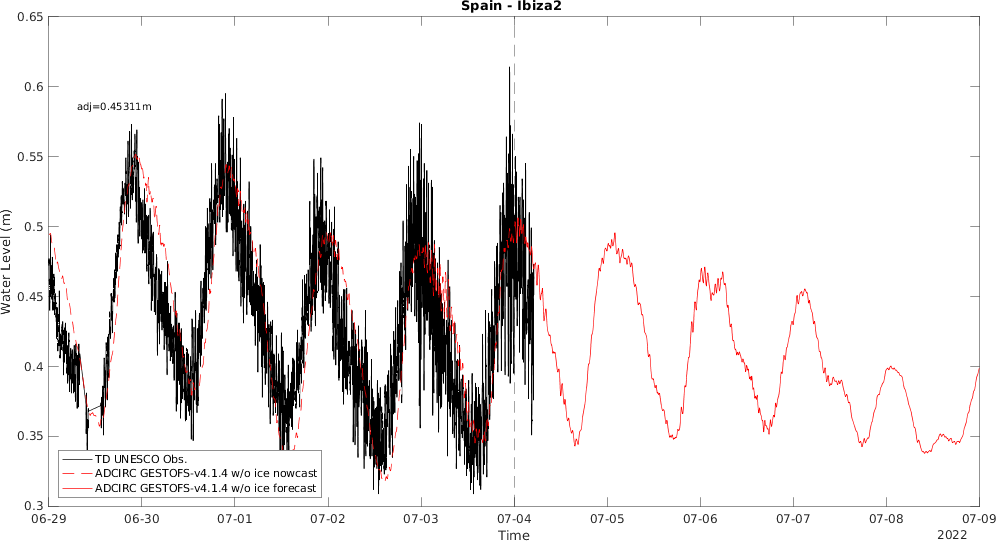 Spain - Ibiza2
0.65
0.6
0.55
0.5
0.45
0.4
0.35
0.3
Water Level (m)
adj=0.45311m
TD UNESCO Obs.
ADCIRC GESTOFS-v4.1.4 w/o ice nowcast
ADCIRC GESTOFS-v4.1.4 w/o ice forecast
06-29 06-30 07-01 07-02 07-03 07-04 07-05 07-06 07-07 07-08 07-09
Time
2022